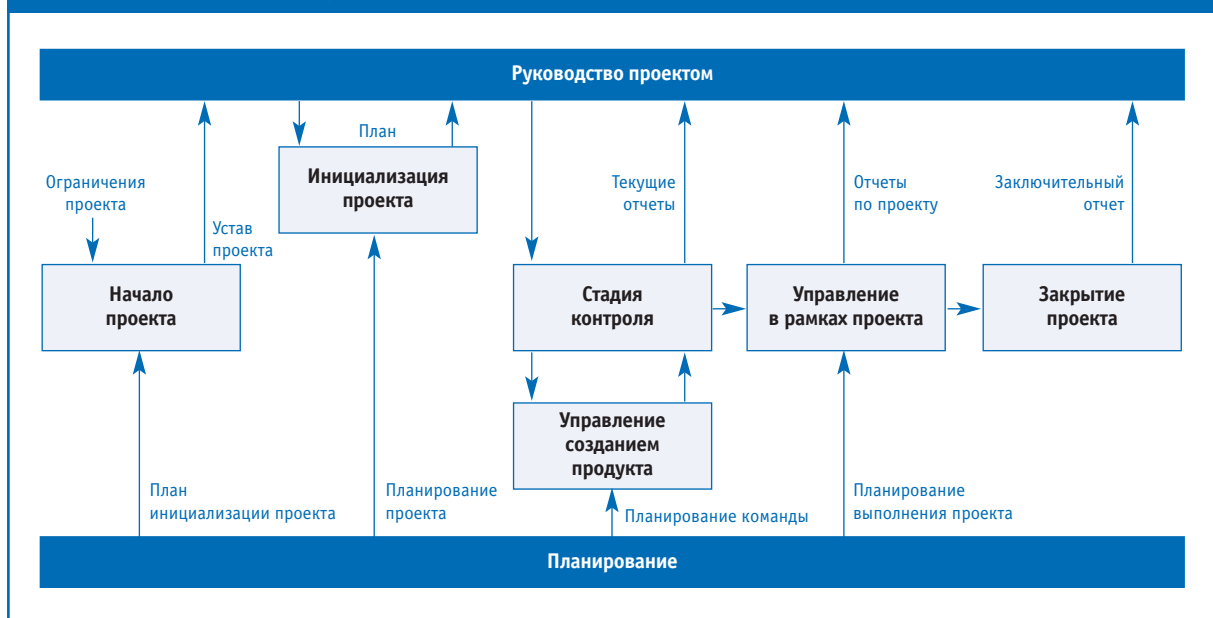 Руководство проектом
План
Инициализация
проекта
Ограничения
проекта
Устав
проекта
Текущие
отчеты
Отчеты
по проекту
Заключительный
отчет
Начало
проекта
Стадия
контроля
Управление
в рамках проекта
Закрытие
проекта
Управление
созданием
продукта
План
инициализации проекта
Планирование
проекта
Планирование команды
Планирование
выполнения проекта
Планирование